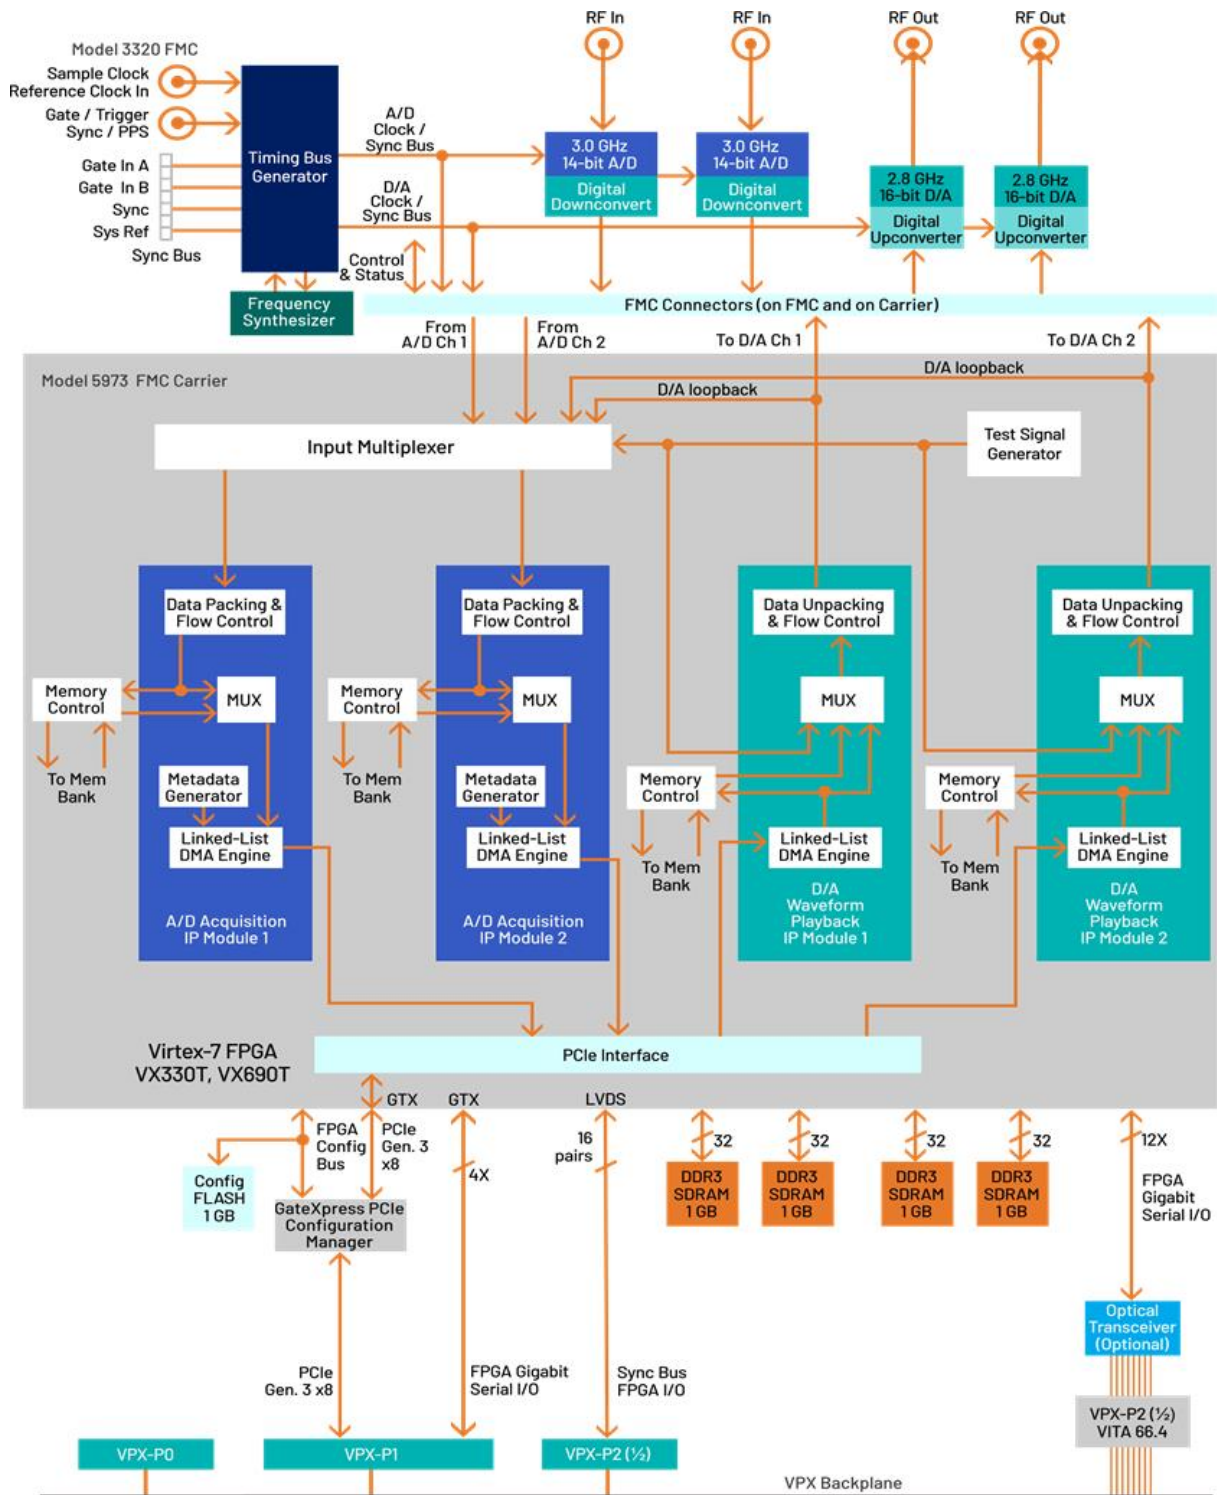 RF In
RF In
RF Out
RF Out
Model 3320 FMC
Sample Clock
Reference Clock In
Gate / Trigger
Sync / PPS
Gate In A
Gate In B
Sync
Sys Ref
Sync Bus
Timing Bus
Generator
Frequency
Synthesizer
A/D
Clock /
Sync Bus
D/A
Clock /
Sync Bus
Control
& Status
3.0 GHz
14-bit A/D
Digital
Downconvert
3.0 GHz
14-bit A/D
Digital
Downconvert
2.8 GHz
16-bit D/A
Digital
Upconverter
2.8 GHz
16-bit D/A
Digital
Upconverter
FMC Connectors (on FMC and on Carrier)
From
A/D Ch 1
From
A/D Ch 2
To D/A Ch 1
To D/A Ch 2
Model 5973 FMC Carrier
D/A loopback
D/A loopback
Input Multiplexer
Test Signal
Generator
Data Packing &
Flow Control
Memory
Control
MUX
To Mem
Bank
Metadata
Generator
Linked-List
DMA Engine
A/D Acquisition
IP Module 1
Data Packing &
Flow Control
Memory
Control
MUX
To Mem
Bank
Metadata
Generator
Linked-List
DMA Engine
A/D Acquisition
IP Module 2
Data Unpacking
& Flow Control
MUX
Memory
Control
To Mem
Bank
Linked-List
DMA Engine
D/A
Waveform
Playback
IP Module 1
Data Unpacking
& Flow Control
MUX
Memory
Control
To Mem
Bank
Linked-List
DMA Engine
D/A
Waveform
Playback
IP Module 2
Virtex-7 FPGA
VX330T, VX690T
PCIe Interface
GTX
GTX
LVDS
FPGA
Config
Bus
PCIe
Gen. 3
x8
4X
16
pairs
32
32
32
32
12X
Config
FLASH
1 GB
GateXpress PCIe
Configuration
Manager
DDR3
SDRAM
1 GB
DDR3
SDRAM
1 GB
DDR3
SDRAM
1 GB
DDR3
SDRAM
1 GB
FPGA
Gigabit
Serial I/O
Optical
Transceiver
(Optional)
PCIe
Gen. 3 x8
FPGA Gigabit
Serial I/O
Sync Bus
FPGA I/O
VPX-P2 (½)
VITA 66.4
VPX-P0
VPX-P1
VPX-P2 (½)
VPX Backplane